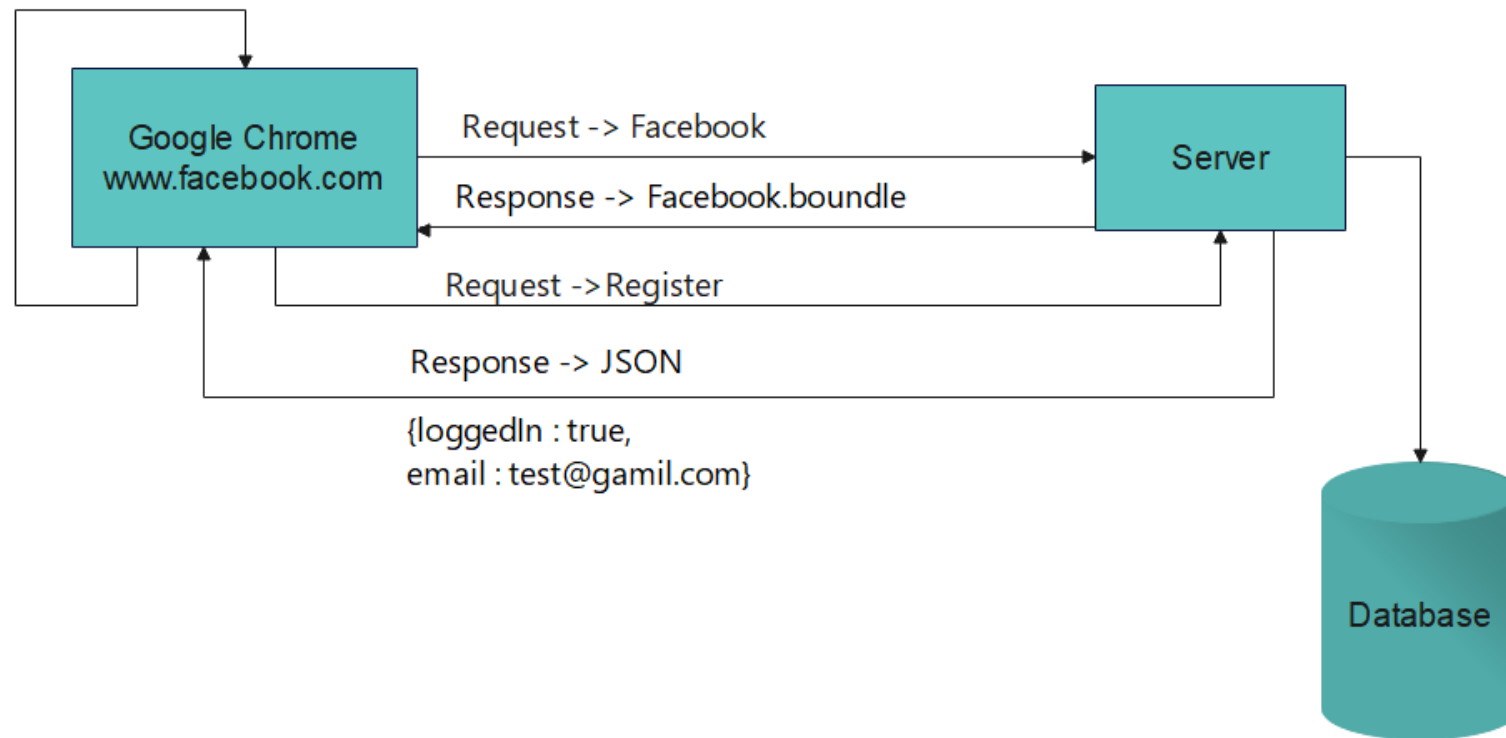 Google Chrome
www.facebook.com
Request -> Facebook
Response -> Facebook.boundle
Server
Request ->Register
Response -> JSON
{loggedIn : true,
email : test@gamil.com}
Database